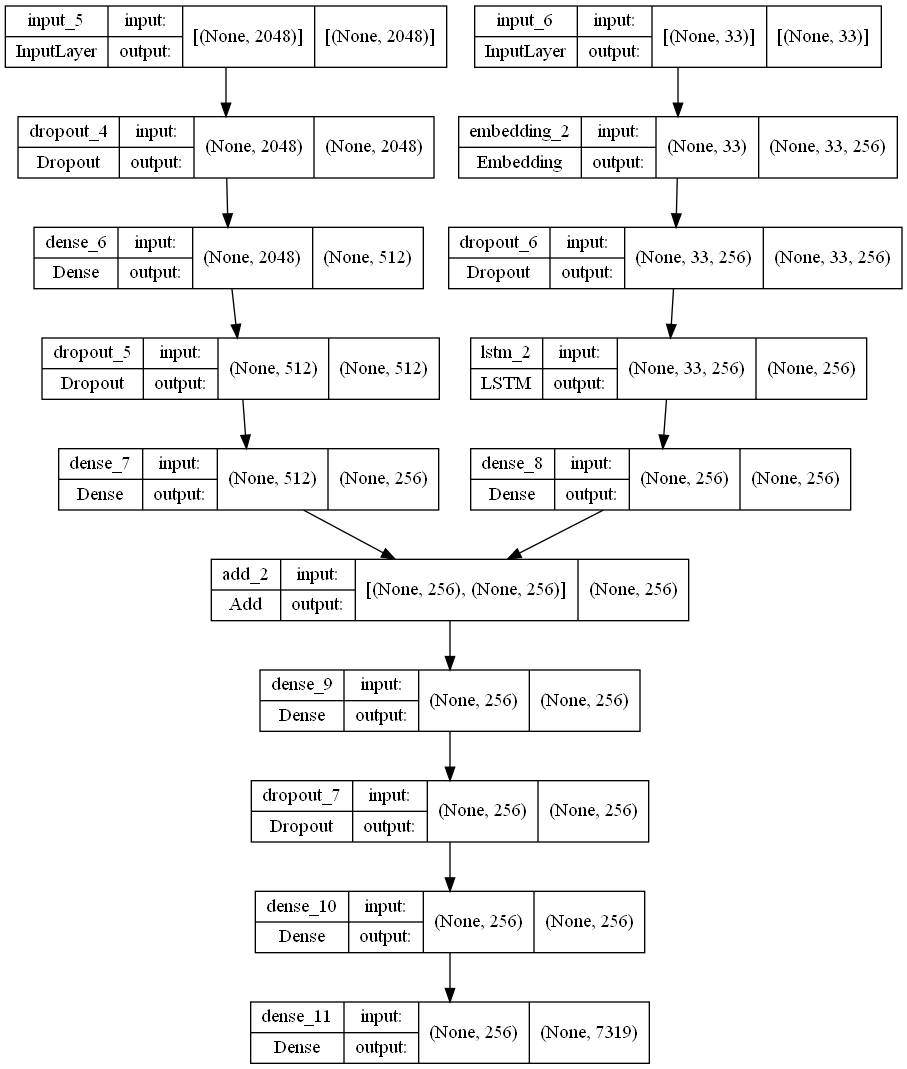 input_5 input: [(None, 2048)] [(None, 2048)]
InputLayer output:
input_6 input: [(None, 33)] [(None, 33)]
InputLayer output:
dropout_4 input: (None, 2048) (None, 2048)
Dropout output:
embedding_2 input: (None, 33) (None, 33, 256)
Embedding output:
dense_6 input: (None, 2048) (None, 512)
Dense output:
dropout_6 input: (None, 33, 256) (None, 33, 256)
Dropout output:
dropout_5 input: (None, 512) (None, 512)
Dropout output:
lstm_2 input: (None, 33, 256) (None, 256)
LSTM output:
dense_7 input: (None, 512) (None, 256)
Dense output:
dense_8 input: (None, 256) (None, 256)
Dense output:
add_2 input: [(None, 256), (None, 256)] (None, 256)
Add output:
dense_9 input: (None, 256) (None, 256)
Dense output:
dropout_7 input: (None, 256) (None, 256)
Dropout output:
dense_10 input: (None, 256) (None, 256)
Dense output:
dense_11 input: (None, 256) (None, 7319)
Dense output: